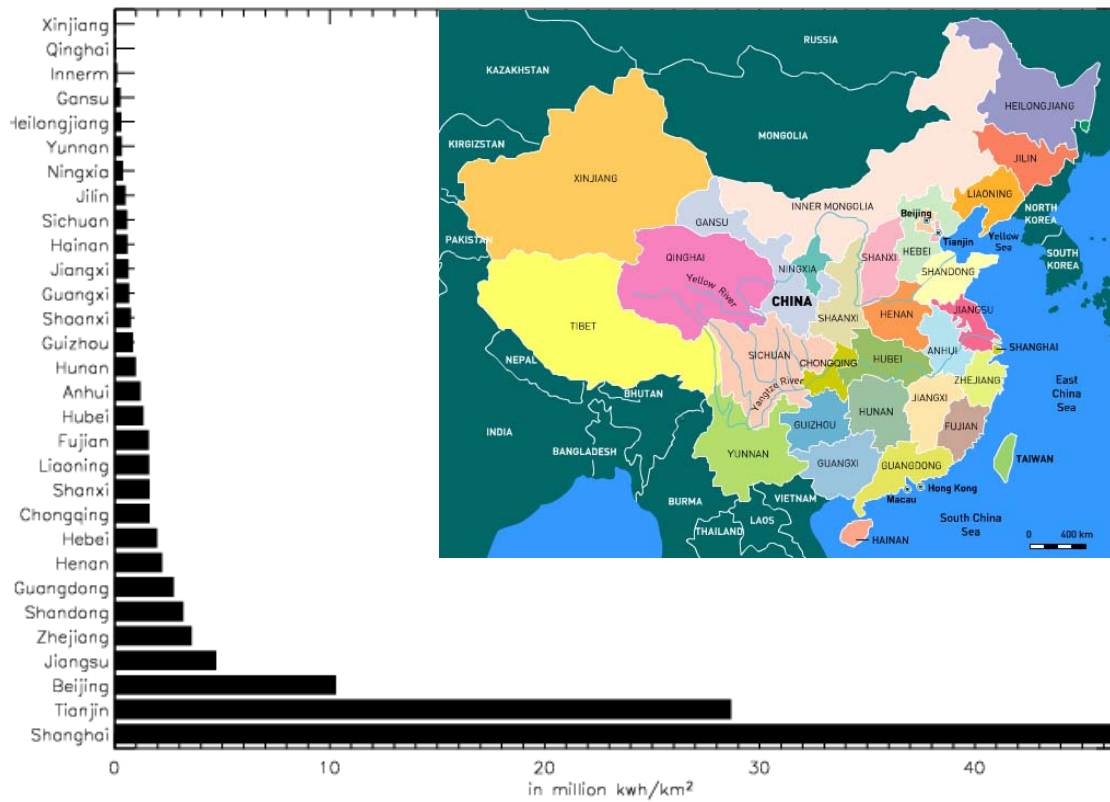 Xinjiang
Qinghai
Innerm
Gansu
Heilongjiang
Yunnan
Ningxia
Jilin
Sichuan
Hainan
Jiangxi
Guangxi
Shaanxi
Guizhou
Hunan
Anhui
Hubei
Fujian
Liaoning
Shanxi
Chongqing
Hebei
Henan
Guangdong
Shandong
Zhejiang
Jiangsu
Beijing
Tianjin
Shanghai
0 10 20 30 40
in million kwh/km²
RUSSIA
KAZAKHSTAN
HEILONGJIANG
MONGOLIA
KIRGIZSTAN
JILIN
XINJIANG
LIAONING
INNER MONGOLIA
NORTH
KOREA
Beijing
GANSU
Tianjin
Yellow
Sea
PAKISTAN
HEBEI
SOUTH
KOREA
QINGHAI
SHANXI
NINGXIA
SHANDONG
Yellow River
CHINA
JIANGSU
HENAN
SHAANXI
TIBET
SHANGHAI
ANHUI
NEPAL
SICHUAN
CHONGQING
HUBEI
ZHEJIANG
Yangtze River
BHUTAN
East
China
Sea
JIANGXI
HUNAN
GUIZHOU
FUJIAN
INDIA
BANGLADESH
YUNNAN
TAIWAN
GUANGXI
GUANGDONG
Hong Kong
Macau
BURMA
VIETNAM
LAOS
South China
Sea
THAILAND
HAINAN
0 400 km